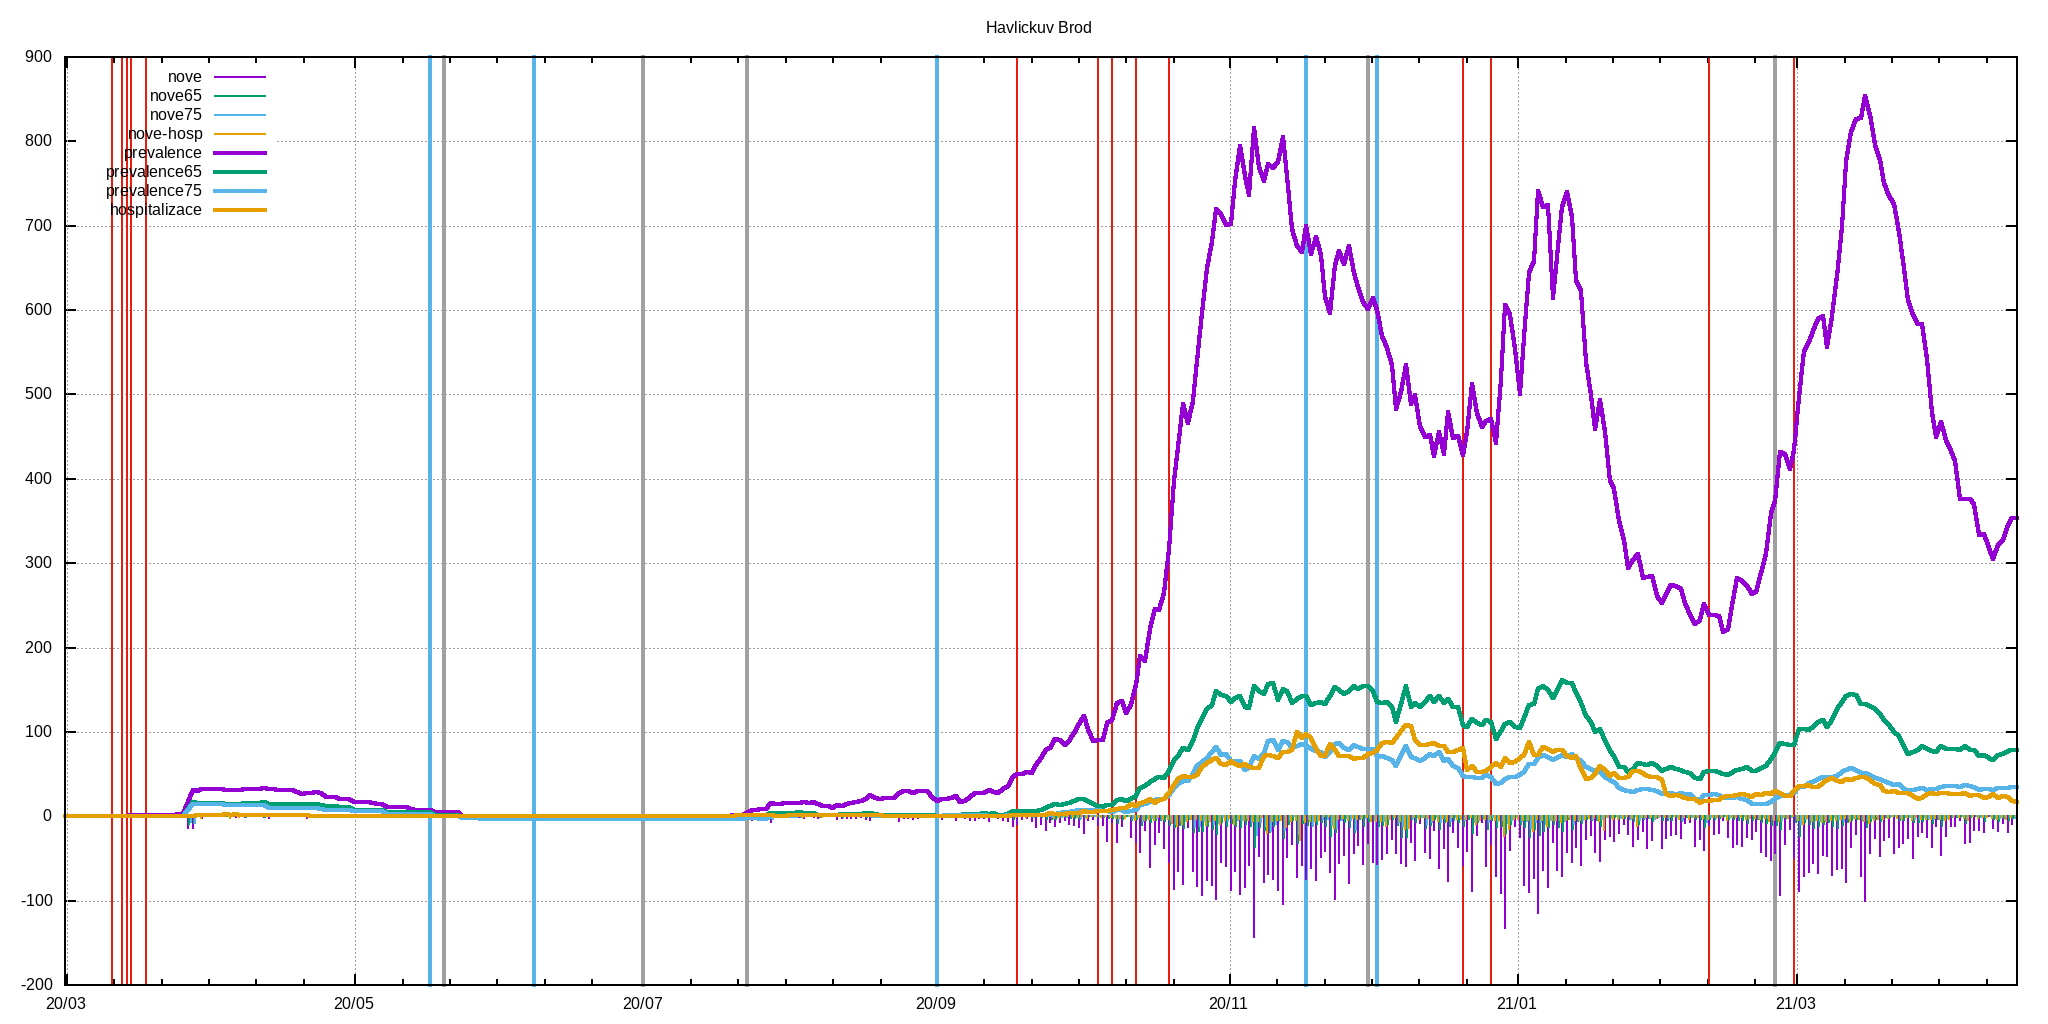 Havlickuv Brod
900
800
700
600
500
400
300
200
100
0
-100
-200
nove
nove65
nove75
nove-hosp
prevalence
prevalence65
prevalence75
hospitalizace
20/03
20/05
20/07
20/09
20/11
21/01
21/03